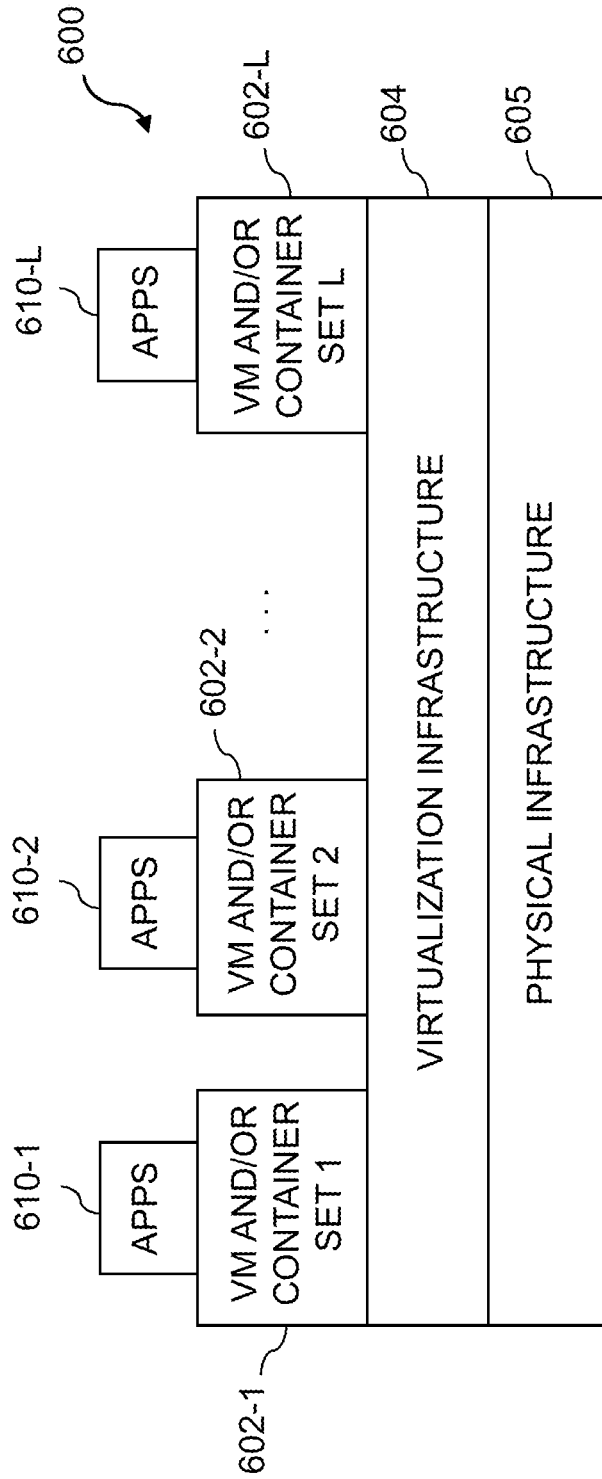 600
610-1
610-2
610-L
APPS
APPS
APPS
602-1
VM AND/OR
CONTAINER
SET 1
VM AND/OR
CONTAINER
SET 2
602-2
. . .
VM AND/OR
CONTAINER
SET L
602-L
VIRTUALIZATION INFRASTRUCTURE
604
PHYSICAL INFRASTRUCTURE
605